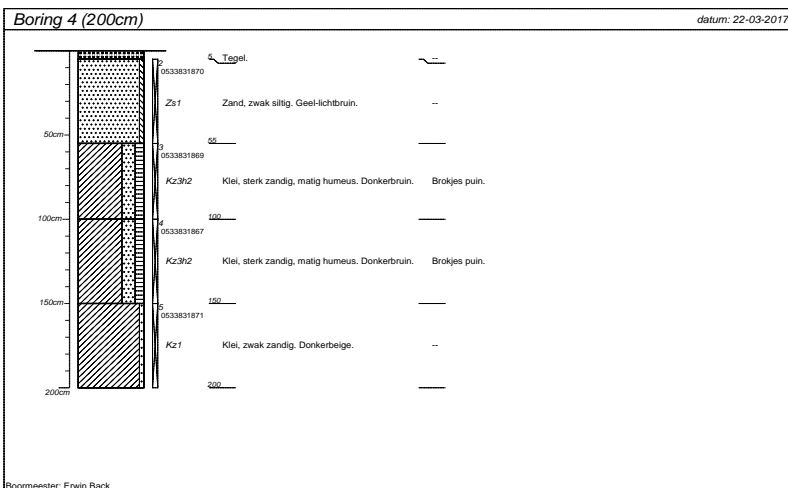 Boring 4 (200cm) datum: 22-03-2017
5 Tegel. --
2
0533831870
Zs1 Zand, zwak siltig. Geel-lichtbruin. --
50cm 55
3
0533831869
Kz3h2 Klei, sterk zandig, matig humeus. Donkerbruin. Brokjes puin.
100cm 100
4
0533831867
Kz3h2 Klei, sterk zandig, matig humeus. Donkerbruin. Brokjes puin.
150cm 150
5
0533831871
Kz1 Klei, zwak zandig. Donkerbeige. --
200cm 200
Boormeester: Erwin Back